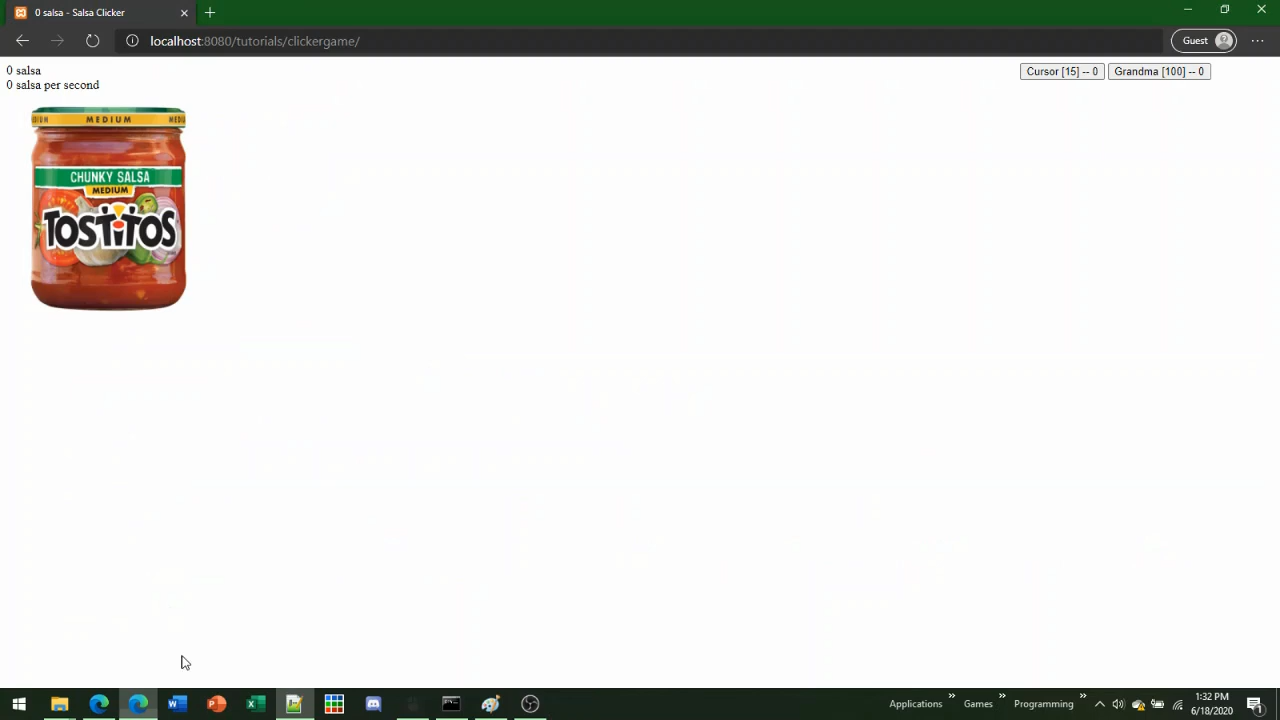 0 salsa - Salsa Clicker
localhost:8080/tutorials/clickergame/
Guest
0 salsa
0 salsa per second
Cursor [15] -- 0
Grandma [100] -- 0
MEDIUM
CHUNKY SALSA
MEDIUM
TOSTITOS
Applications
Games
Programming
1:32 PM
6/18/2020